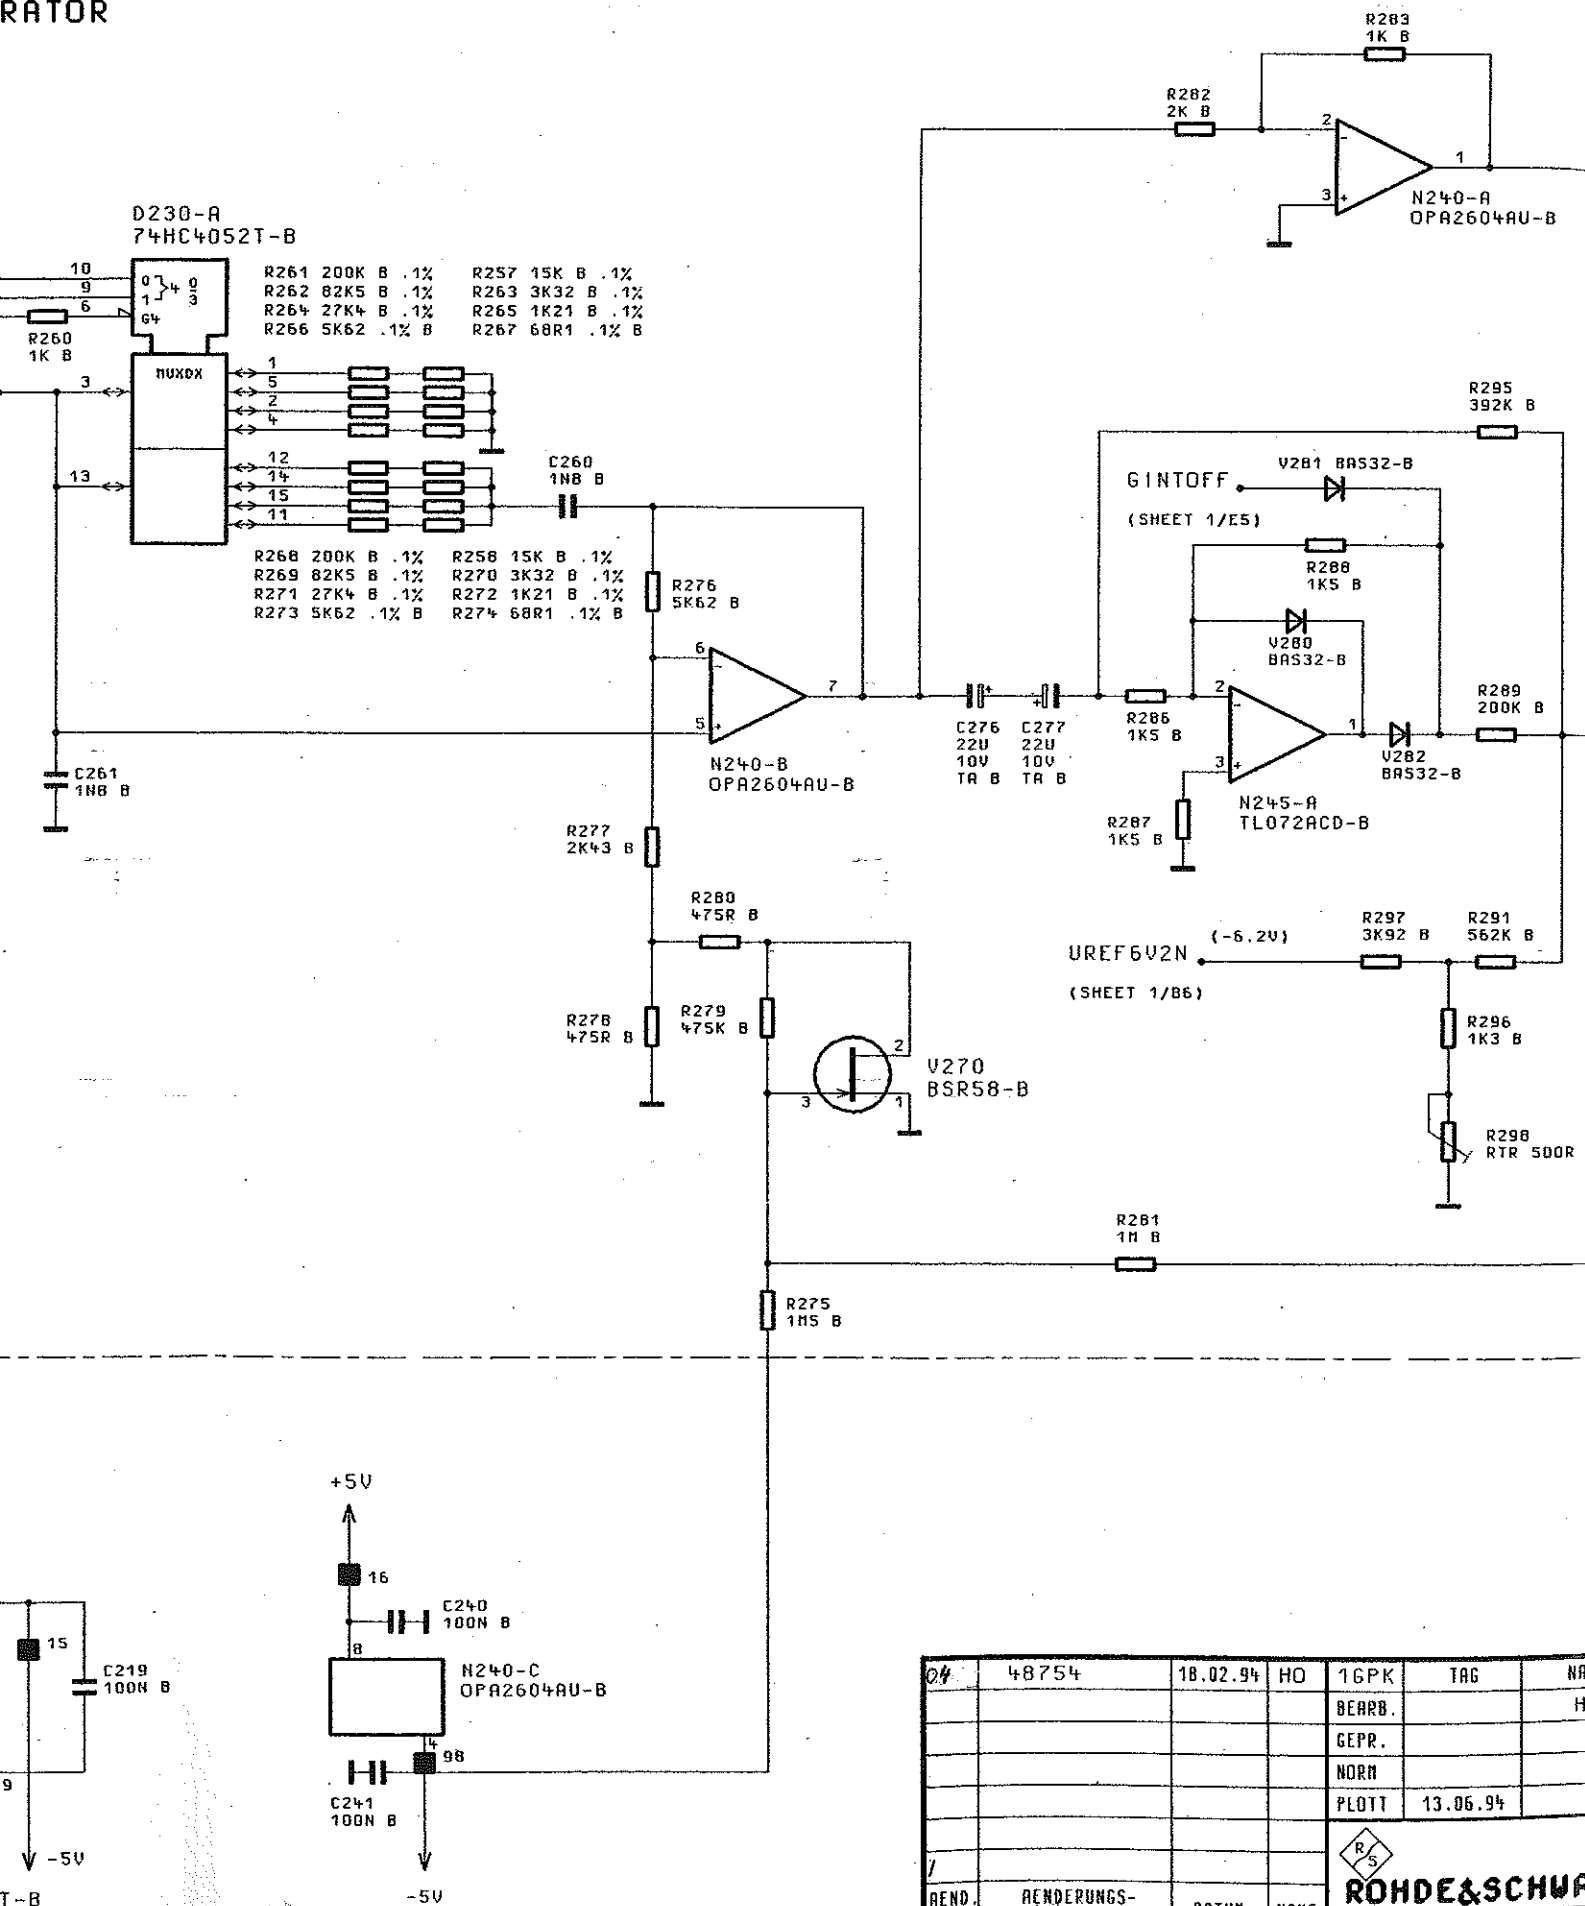 RATOR
R283
1K B
R282
2K B
2
1
3
N240-A
OPA2604AU-B
D230-A
74HC4052T-B
10
9
6
0
1
4
0
3
G4
R260
1K B
R261 200K B .1% R257 15K B .1%
R262 82K5 B .1% R263 3K32 B .1%
R264 27K4 B .1% R265 1K21 B .1%
R266 5K62 .1% B R267 68R1 .1% B
MUXDX
3
1
5
2
4
13
12
14
15
11
C260
1N8 B
R268 200K B .1% R258 15K B .1%
R269 82K5 B .1% R270 3K32 B .1%
R271 27K4 B .1% R272 1K21 B .1%
R273 5K62 .1% B R274 68R1 .1% B
R276
5K62 B
R295
392K B
V281 BAS32-B
GINTOFF
(SHEET 1/E5)
R288
1K5 B
V280
BAS32-B
6
7
5
N240-B
OPA2604AU-B
C276
22U
10V
TA B
C277
22U
10V
TA B
R286
1K5 B
2
1
3
V282
BAS32-B
R289
200K B
N245-A
TL072ACD-B
R287
1K5 B
C261
1N8 B
R277
2K43 B
R280
475R B
R278
475R B
R279
475K B
2
3
1
V270
BSR58-B
UREF6V2N
(-6.2V)
(SHEET 1/B6)
R297
3K92 B
R291
562K B
R296
1K3 B
R298
RTR 500R
R281
1M B
R275
1M5 B
+5V
16
C240
100N B
8
N240-C
OPA2604AU-B
4
98
C241
100N B
-5V
15
C219
100N B
9
-5V
T-B
04 48754 18.02.94 HO 1GPK TAG NA
BEARB. H
GEPR.
NORM
PLOTT 13.06.94
R
S
ROHDE&SCHWA
AEND. AENDERUNGS-